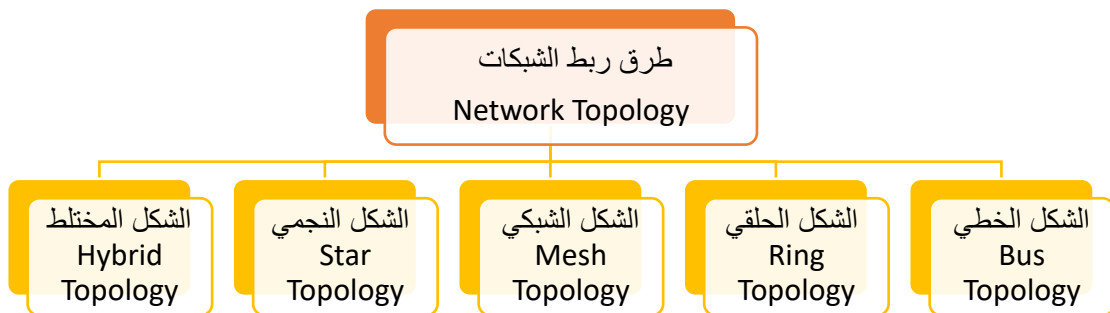 طرق ربط الشبكات
Network Topology
الشكل الخطي
Bus
Topology
الشكل الحلقي
Ring
Topology
الشكل الشبكي
Mesh
Topology
الشكل النجمي
Star
Topology
الشكل المختلط
Hybrid
Topology